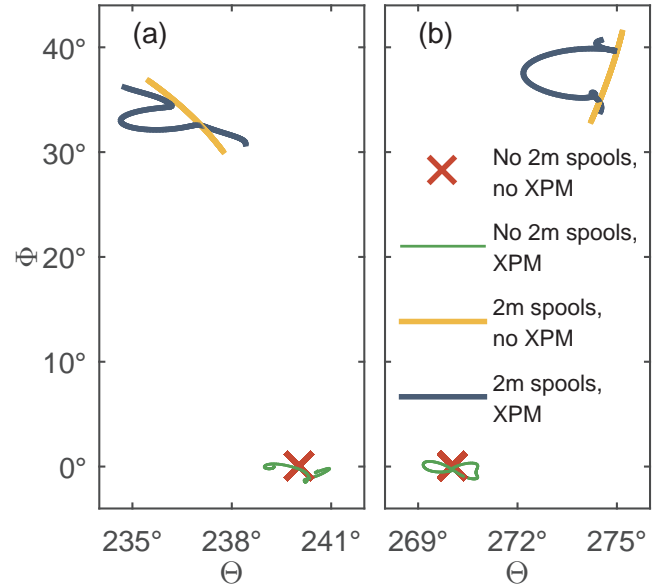 (a)
(b)
40°
30°
20°
10°
0°
Φ
No 2m spools,
no XPM
No 2m spools,
XPM
2m spools,
no XPM
2m spools,
XPM
235° 238° 241°
269° 272° 275°
Θ
Θ